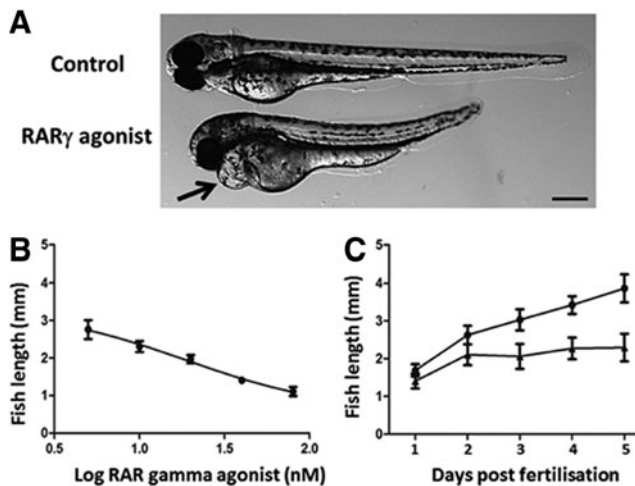 A
Control
RARγ agonist
B
Fish length (mm)
5
4
3
2
1
0
0.5
1.0
1.5
2.0
Log RAR gamma agonist (nM)
C
Fish length (mm)
5
4
3
2
1
0
1
2
3
4
5
Days post fertilisation